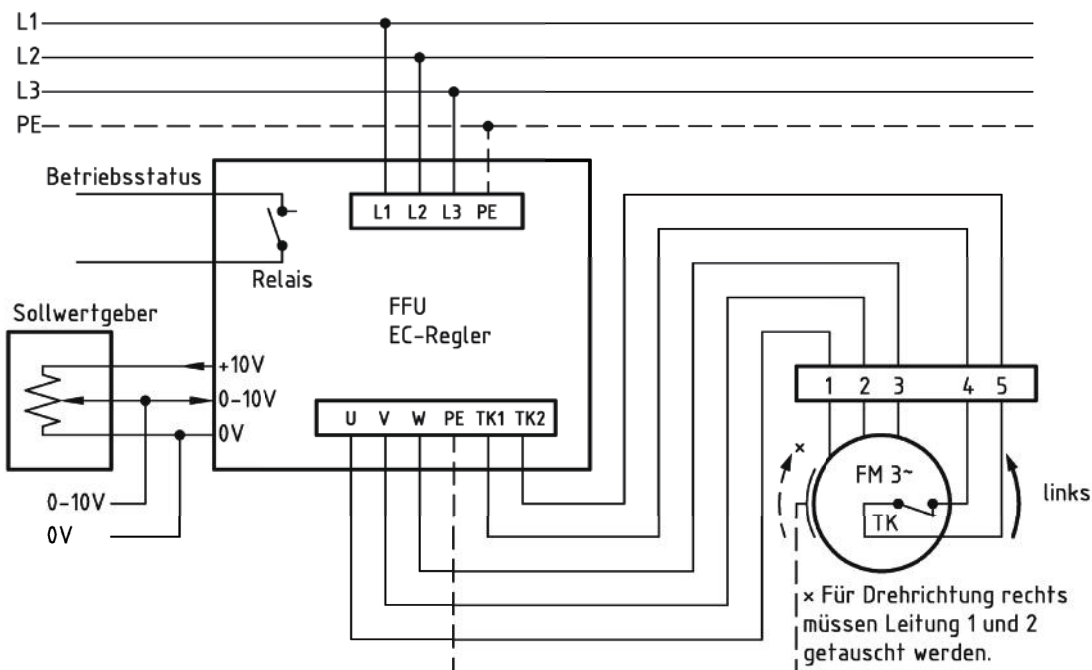 L1
L2
L3
PE
Betriebsstatus
L1 L2 L3 PE
Relais
FFU
EC-Regler
Sollwertgeber
+10V
0-10V
0V
U V W PE TK1 TK2
0-10V
0V
1 2 3 4 5
×
FM 3~
TK
links
× Für Drehrichtung rechts
müssen Leitung 1 und 2
getauscht werden.